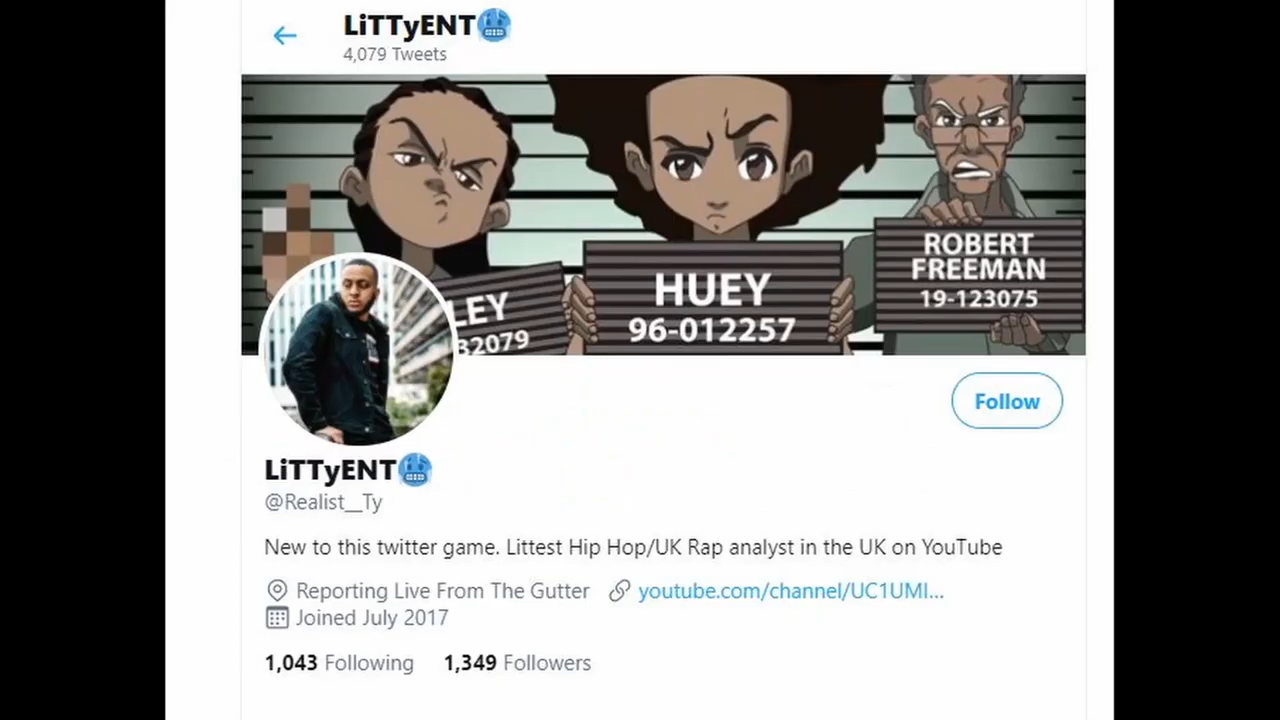 LiTTyENT🥶
4,079 Tweets
LEY
32079
HUEY
96-012257
ROBERT
FREEMAN
19-123075
Follow
LiTTyENT🥶
@Realist__Ty
New to this twitter game. Littest Hip Hop/UK Rap analyst in the UK on YouTube
Reporting Live From The Gutter youtube.com/channel/UC1UMI...
Joined July 2017
1,043 Following 1,349 Followers